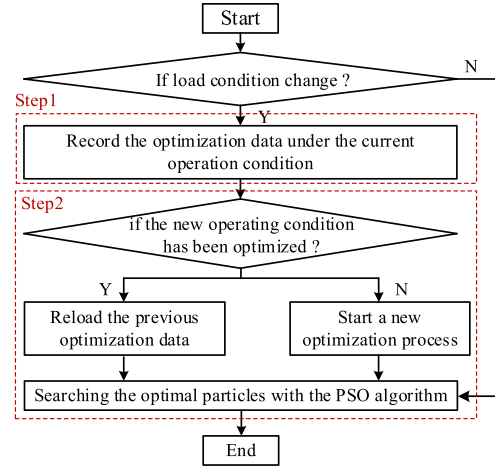 Start
If load condition change ?
N
Step1
Y
Record the optimization data under the current
operation condition
Step2
if the new operating condition
has been optimized ?
Y
N
Reload the previous
optimization data
Start a new
optimization process
Searching the optimal particles with the PSO algorithm
End